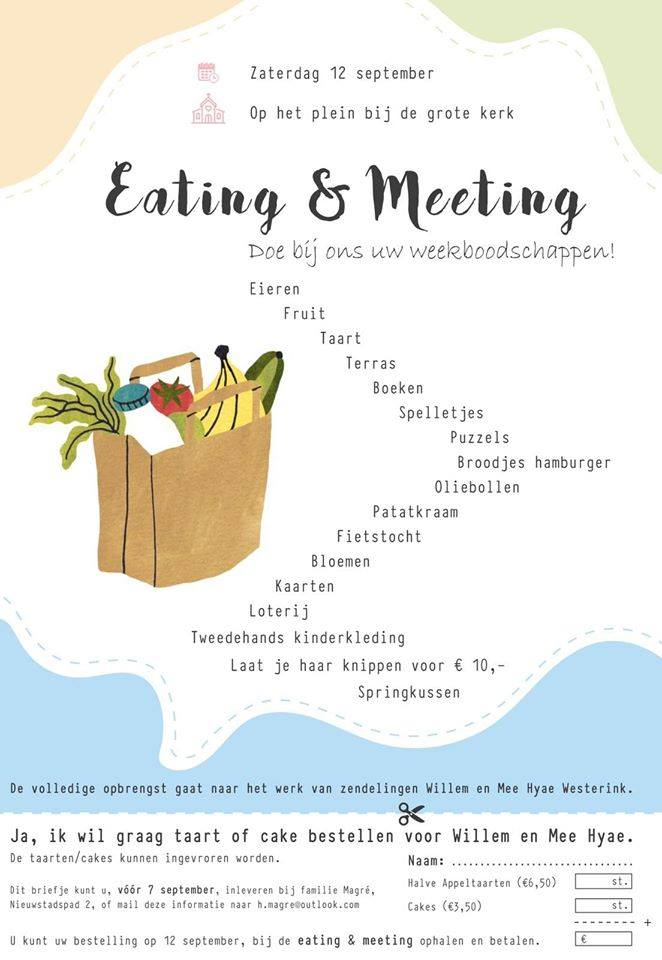 Zaterdag 12 september
Op het plein bij de grote kerk
Eating & Meeting
Doe bij ons uw weekboodschappen!
Eieren
Fruit
Taart
Terras
Boeken
Spelletjes
Puzzels
Broodjes hamburger
Oliebollen
Patatkraam
Fietstocht
Bloemen
Kaarten
Loterij
Tweedehands kinderkleding
Laat je haar knippen voor € 10,-
Springkussen
De volledige opbrengst gaat naar het werk van zendelingen Willem en Mee Hyae Westerink.
Ja, ik wil graag taart of cake bestellen voor Willem en Mee Hyae.
De taarten/cakes kunnen ingevroren worden.
Dit briefje kunt u, vóór 7 september, inleveren bij familie Magré,
Nieuwstadspad 2, of mail deze informatie naar h.magre@outlook.com
U kunt uw bestelling op 12 september, bij de eating & meeting ophalen en betalen.
Naam: ..............................
Halve Appeltaarten (€6,50) st.
Cakes (€3,50) st.
-------- +
€